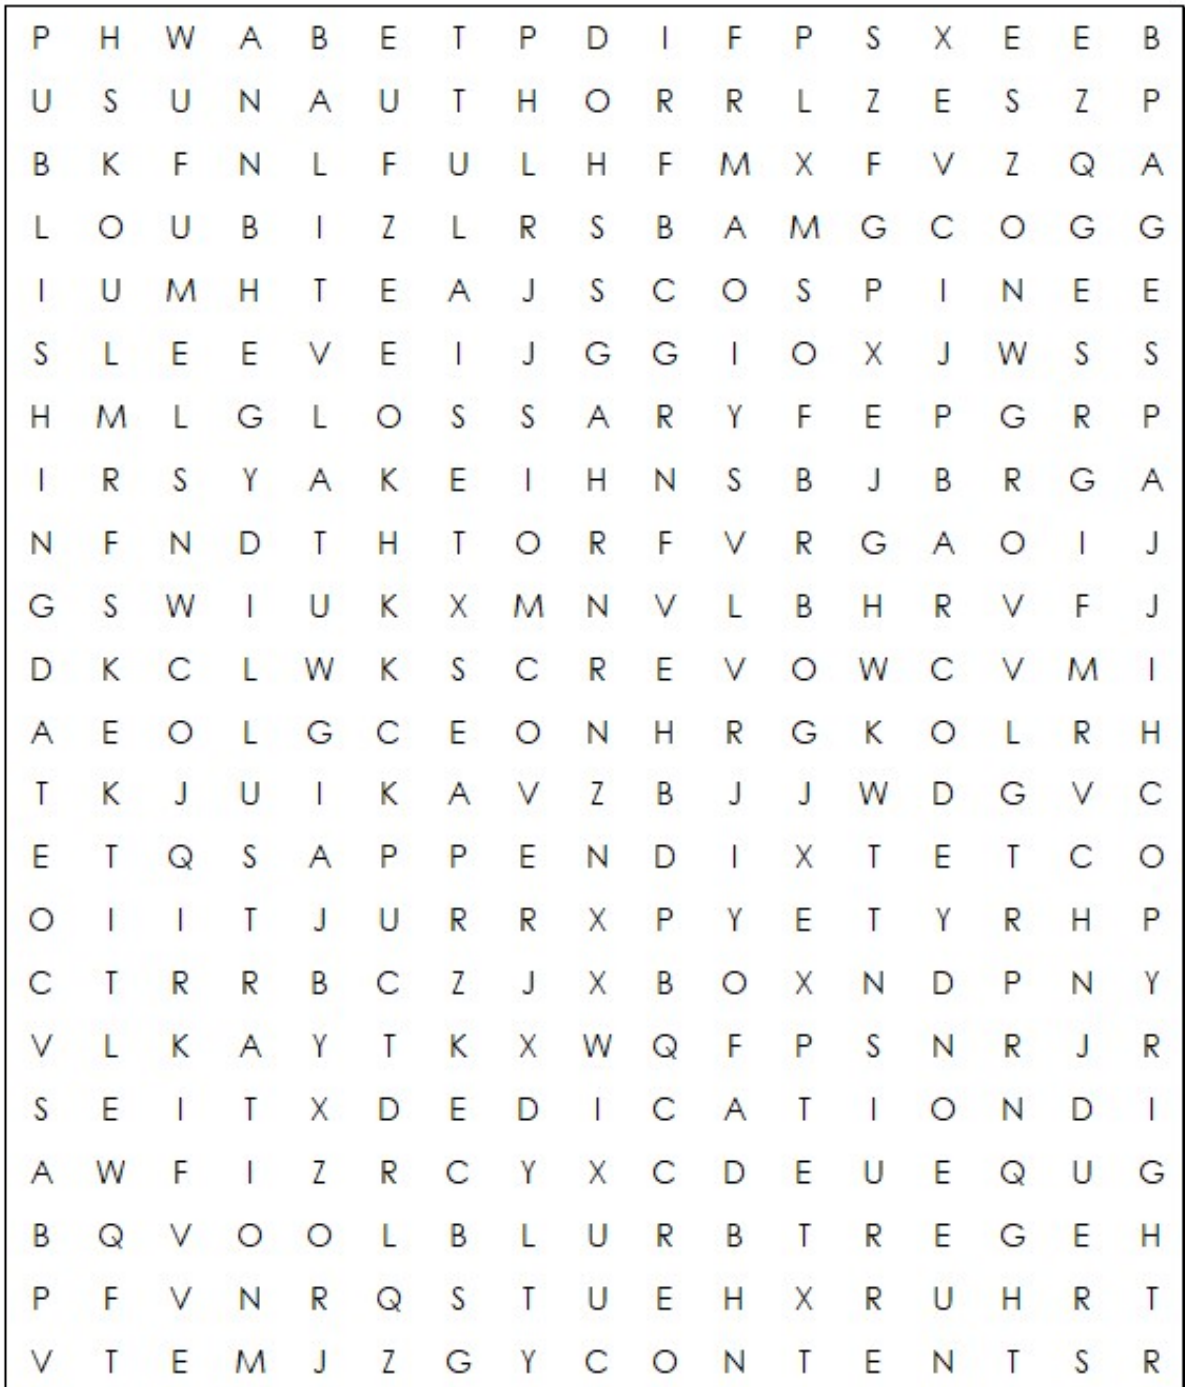 P H W A B E T P D I F P S X E E B
U S U N A U T H O R R L Z E S Z P
B K F N L F U L H F M X F V Z Q A
L O U B I Z L R S B A M G C O G G
I U M H T E A J S C O S P I N E E
S L E E V E I J G G I O X J W S S
H M L G L O S S A R Y F E P G R P
I R S Y A K E I H N S B J B R G A
N F N D T H T O R F V R G A O I J
G S W I U K X M N V L B H R V F J
D K C L W K S C R E V O W C V M I
A E O L G C E O N H R G K O L R H
T K J U I K A V Z B J J W D G V C
E T Q S A P P E N D I X T E T C O
O I I T J U R R X P Y E T Y R H P
C T R R B C Z J X B O X N D P N Y
V L K A Y T K X W Q F P S N R J R
S E I T X D E D I C A T I O N D I
A W F I Z R C Y X C D E U E Q U G
B Q V O O L B L U R B T R E G E H
P F V N R Q S T U E H X R U H R T
V T E M J Z G Y C O N T E N T S R